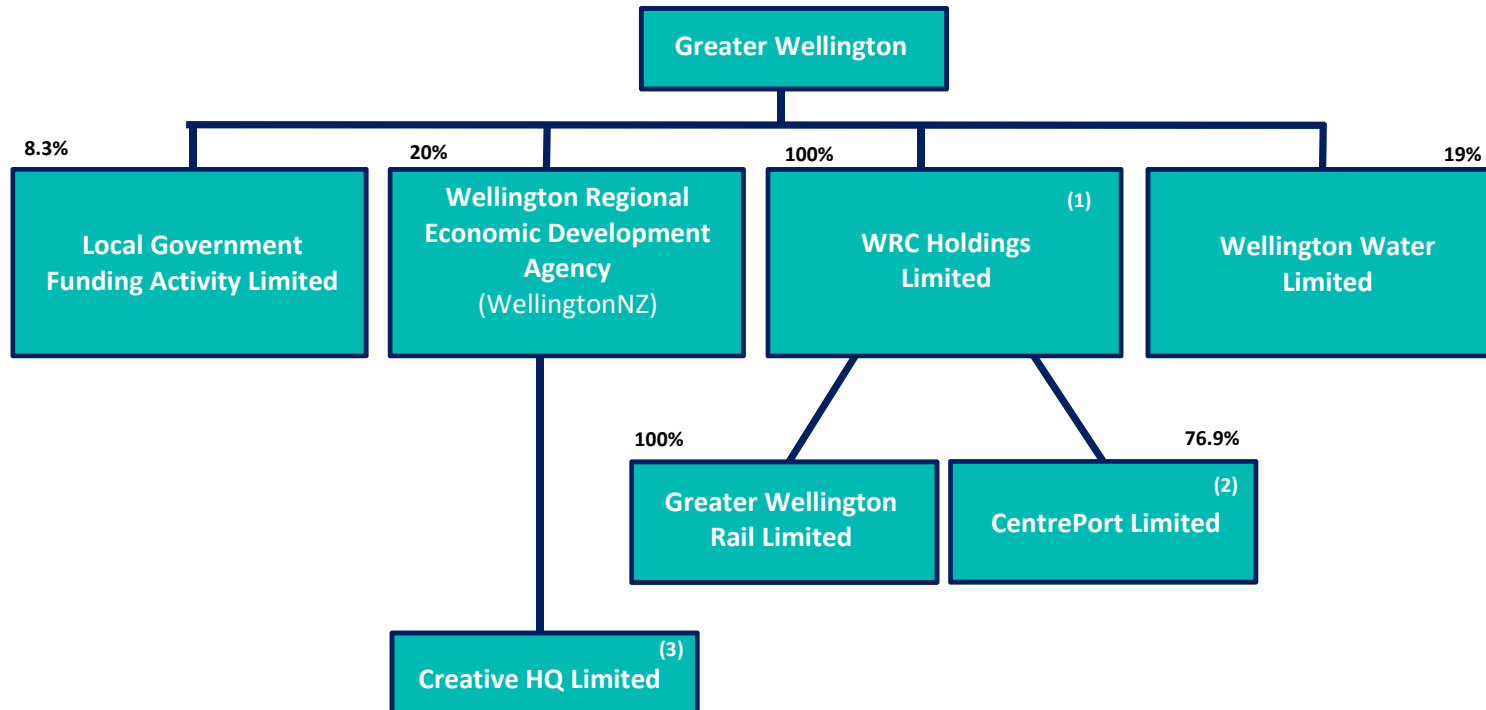 Greater Wellington
8.3%
20%
100%
19%
Local Government
Funding Activity Limited
Wellington Regional
Economic Development
Agency
(WellingtonNZ)
(1)
WRC Holdings
Limited
Wellington Water
Limited
100%
76.9%
Greater Wellington
Rail Limited
(2)
CentrePort Limited
(3)
Creative HQ Limited